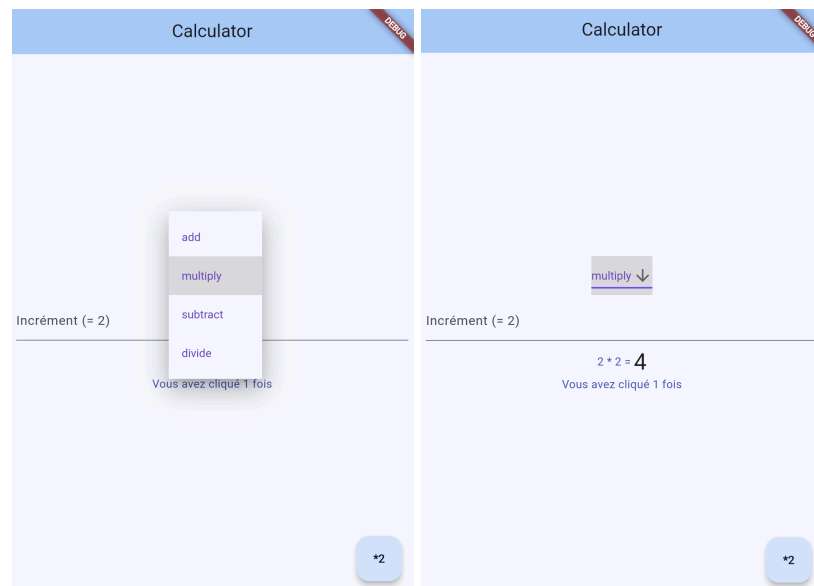 Calculator
DEBUG
add
multiply
subtract
divide
Incrément (= 2)
Vous avez cliqué 1 fois
*2
Calculator
DEBUG
multiply
Incrément (= 2)
2 * 2 = 4
Vous avez cliqué 1 fois
*2